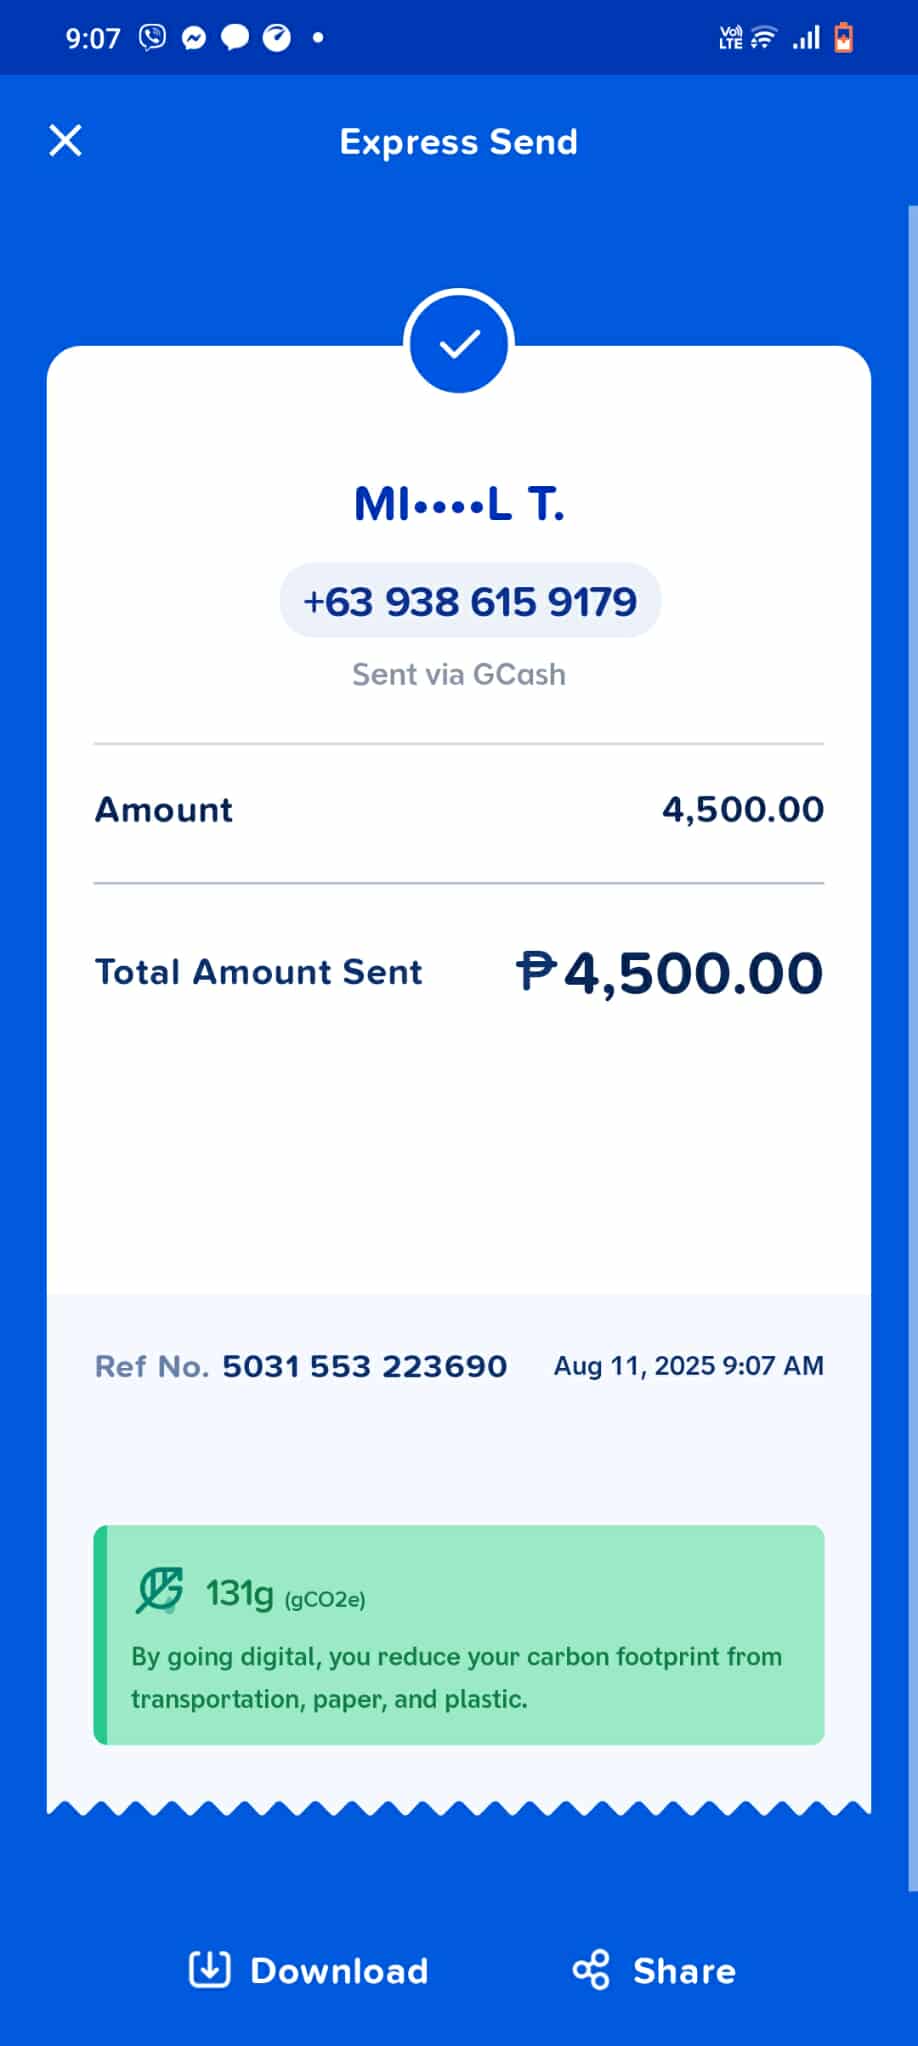 9:07
VoD LTE
Express Send
MI••••L T.
+63 938 615 9179
Sent via GCash
Amount 4,500.00
Total Amount Sent ₱4,500.00
Ref No. 5031 553 223690 Aug 11, 2025 9:07 AM
131g (gCO2e)
By going digital, you reduce your carbon footprint from
transportation, paper, and plastic.
Download Share